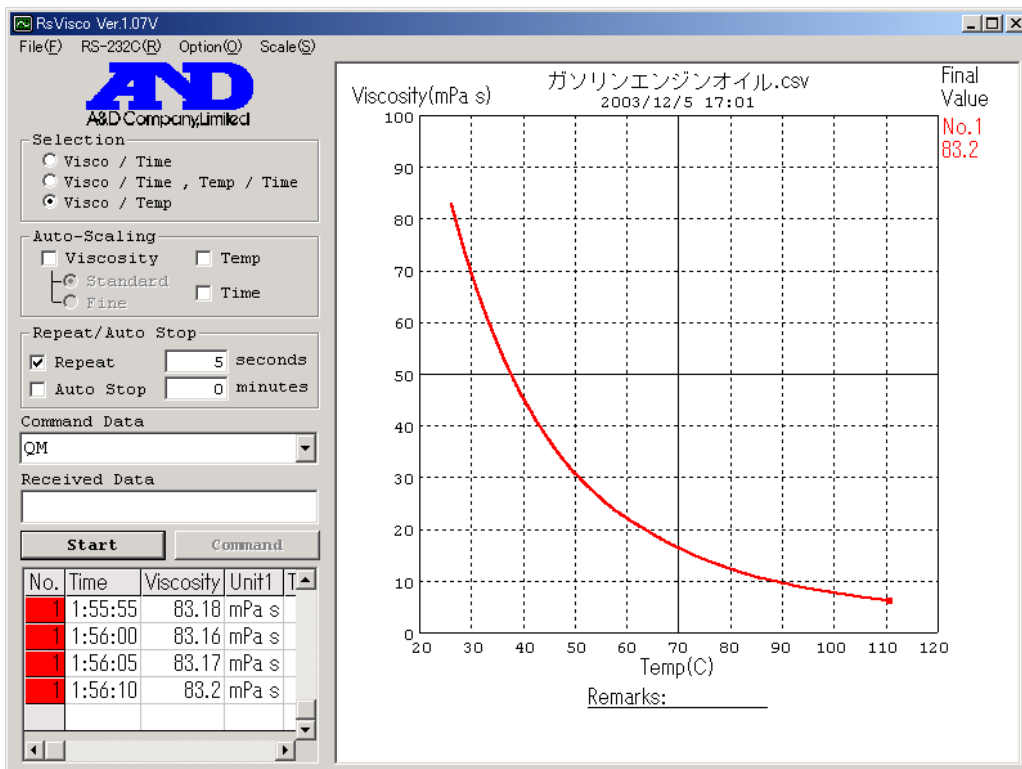 RsVisco Ver.1.07V
File(F) RS-232C(R) Option(O) Scale(S)
AND
A&D Company,Limited
Selection
Visco / Time
Visco / Time , Temp / Time
Visco / Temp
Auto-Scaling
Viscosity Temp
Standard
Time
Fine
Repeat/Auto Stop
Repeat 5 seconds
Auto Stop 0 minutes
Command Data
QM
Received Data
Start Command
No. Time Viscosity Unit1 T
1 1:55:55 83.18 mPa s
1 1:56:00 83.16 mPa s
1 1:56:05 83.17 mPa s
1 1:56:10 83.2 mPa s
ガソリンエンジンオイル.csv
2003/12/5 17:01
Viscosity(mPa s)
Final
Value
No.1
83.2
100
90
80
70
60
50
40
30
20
10
0
20 30 40 50 60 70 80 90 100 110 120
Temp(C)
Remarks: